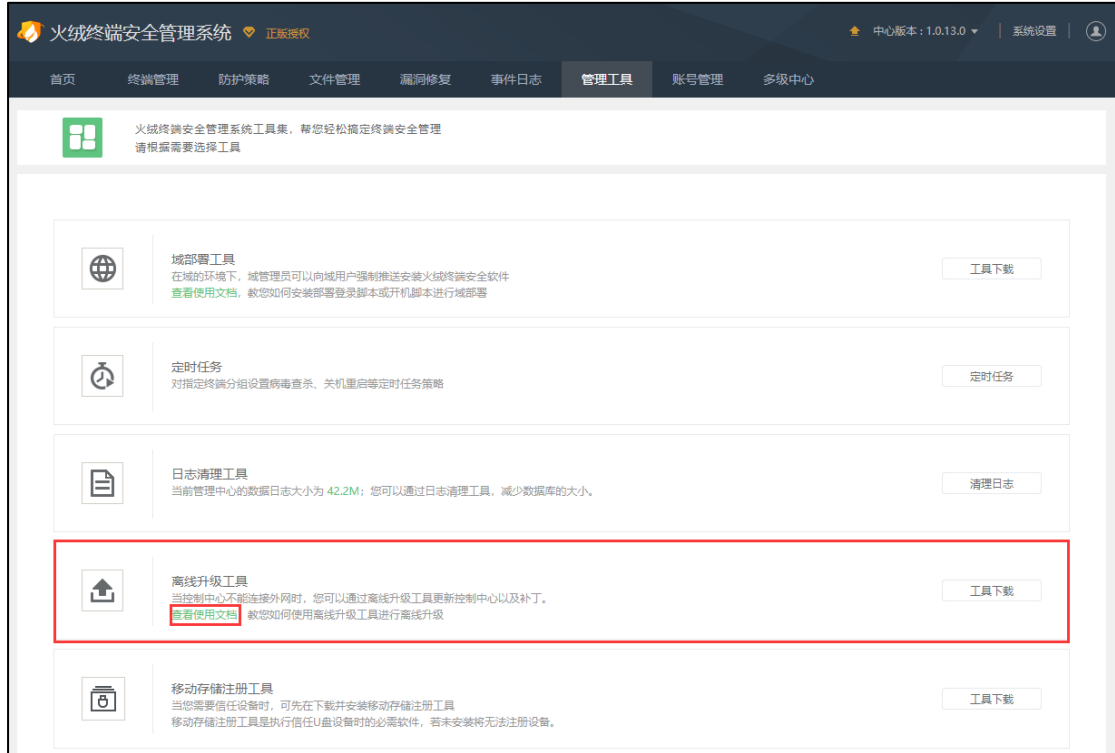 火绒终端安全管理系统 正版授权 中心版本：1.0.13.0 系统设置
首页 终端管理 防护策略 文件管理 漏洞修复 事件日志 管理工具 账号管理 多级中心
火绒终端安全管理系统工具集，帮您轻松搞定终端安全管理
请根据需要选择工具
域部署工具
在域的环境下，域管理员可以向域用户强制推送安装火绒终端安全软件
查看使用文档，教您如何安装部署登录脚本或开机脚本进行域部署
工具下载
定时任务
对指定终端分组设置病毒查杀、关机重启等定时任务策略
定时任务
日志清理工具
当前管理中心的数据日志大小为 42.2M；您可以通过日志清理工具，减少数据库的大小。
清理日志
离线升级工具
当控制中心不能连接外网时，您可以通过离线升级工具更新控制中心以及补丁。
查看使用文档，教您如何使用离线升级工具进行离线升级
工具下载
移动存储注册工具
当您需要信任设备时，可先在下载并安装移动存储注册工具
移动存储注册工具是执行信任U盘设备时的必需软件，若未安装将无法注册设备。
工具下载